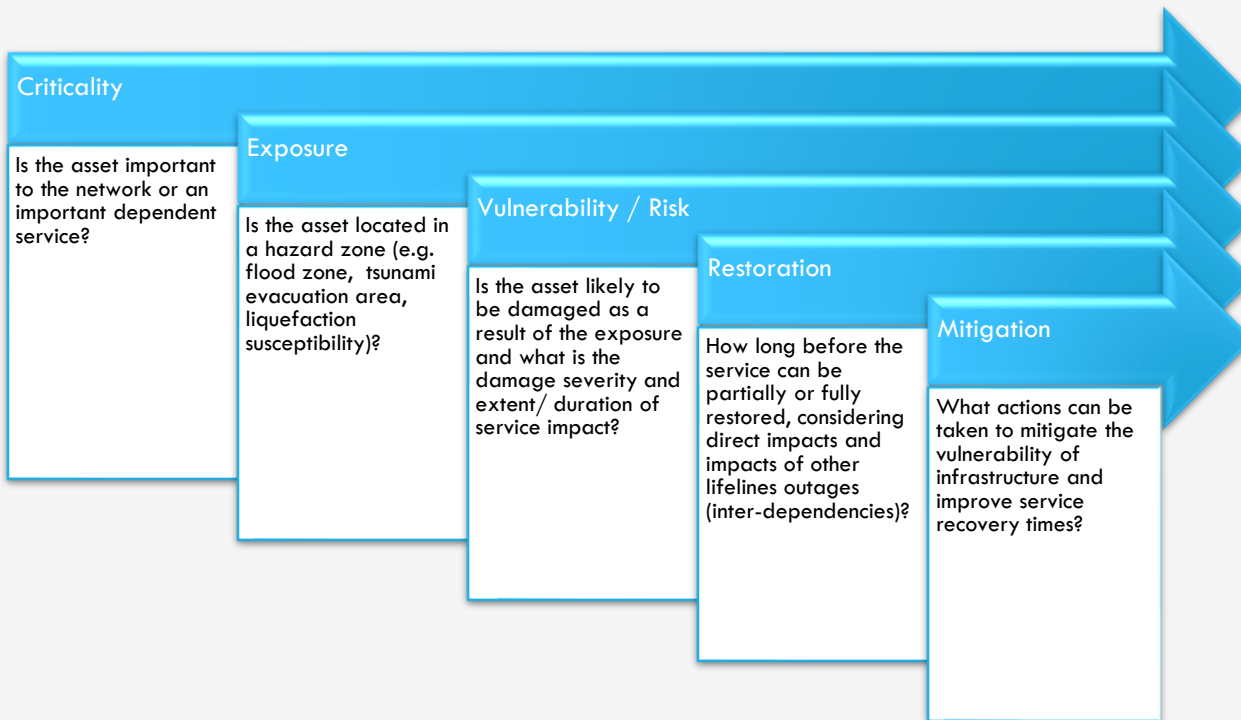 Criticality
Is the asset important
to the network or an
important dependent
service?
Exposure
Is the asset located in
a hazard zone (e.g.
flood zone, tsunami
evacuation area,
liquefaction
susceptibility)?
Vulnerability / Risk
Is the asset likely to
be damaged as a
result of the exposure
and what is the
damage severity and
extent/ duration of
service impact?
Restoration
How long before the
service can be
partially or fully
restored, considering
direct impacts and
impacts of other
lifelines outages
(inter-dependencies)?
Mitigation
What actions can be
taken to mitigate the
vulnerability of
infrastructure and
improve service
recovery times?